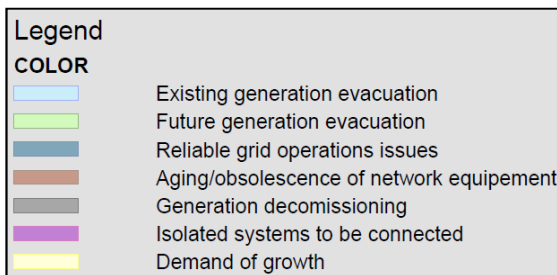 Legend
COLOR
Existing generation evacuation
Future generation evacuation
Reliable grid operations issues
Aging/obsolescence of network equipement
Generation decomissioning
Isolated systems to be connected
Demand of growth